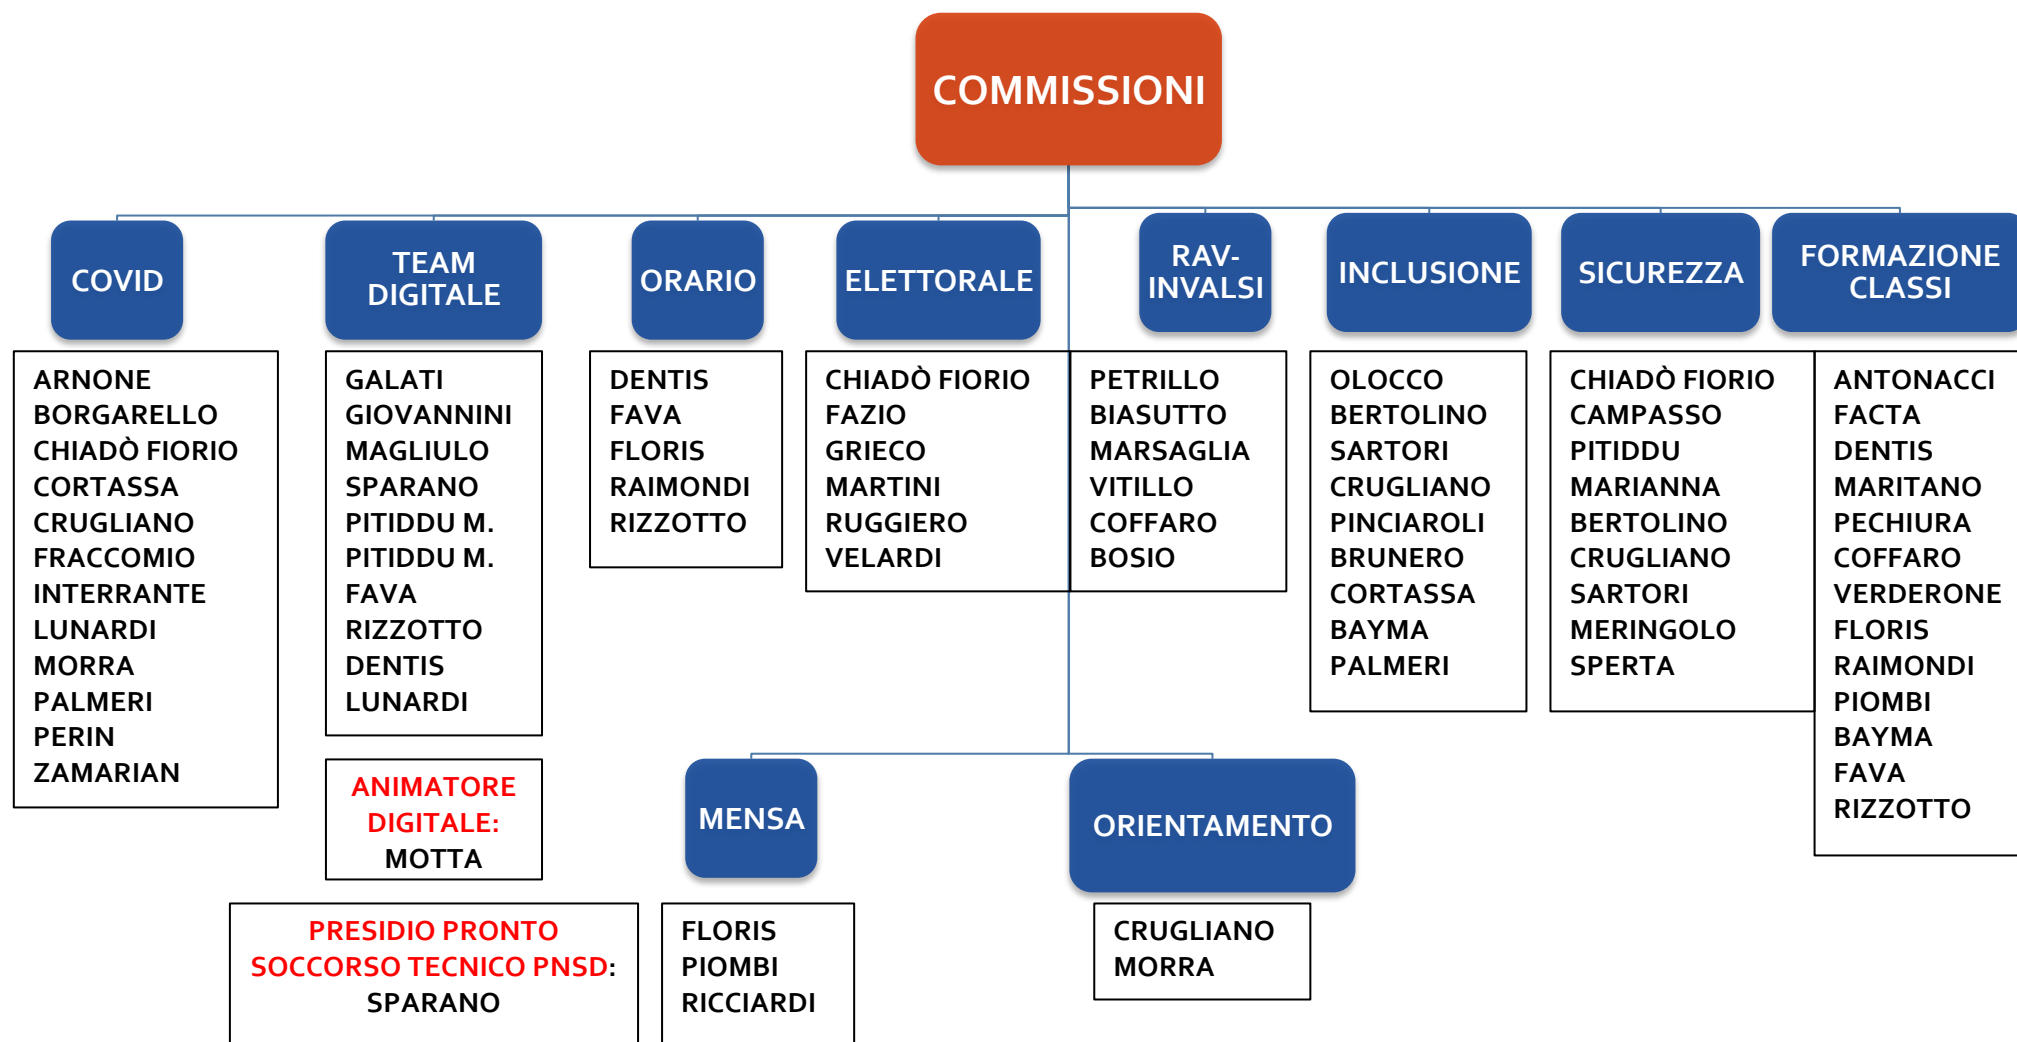 COMMISSIONI
COVID
ARNONE
BORGARELLO
CHIADÒ FIORIO
CORTASSA
CRUGLIANO
FRACCOMIO
INTERRANTE
LUNARDI
MORRA
PALMERI
PERIN
ZAMARIAN
TEAM
DIGITALE
GALATI
GIOVANNINI
MAGLIULO
SPARANO
PITIDDU M.
PITIDDU M.
FAVA
RIZZOTTO
DENTIS
LUNARDI
ANIMATORE
DIGITALE:
MOTTA
PRESIDIO PRONTO
SOCCORSO TECNICO PNSD:
SPARANO
ORARIO
DENTIS
FAVA
FLORIS
RAIMONDI
RIZZOTTO
ELETTORALE
CHIADÒ FIORIO
FAZIO
GRIECO
MARTINI
RUGGIERO
VELARDI
RAV-
INVALSI
PETRILLO
BIASUTTO
MARSAGLIA
VITILLO
COFFARO
BOSIO
INCLUSIONE
OLOCCO
BERTOLINO
SARTORI
CRUGLIANO
PINCIAROLI
BRUNERO
CORTASSA
BAYMA
PALMERI
SICUREZZA
CHIADÒ FIORIO
CAMPASSO
PITIDDU
MARIANNA
BERTOLINO
CRUGLIANO
SARTORI
MERINGOLO
SPERTA
FORMAZIONE
CLASSI
ANTONACCI
FACTA
DENTIS
MARITANO
PECHIURA
COFFARO
VERDERONE
FLORIS
RAIMONDI
PIOMBI
BAYMA
FAVA
RIZZOTTO
MENSA
FLORIS
PIOMBI
RICCIARDI
ORIENTAMENTO
CRUGLIANO
MORRA